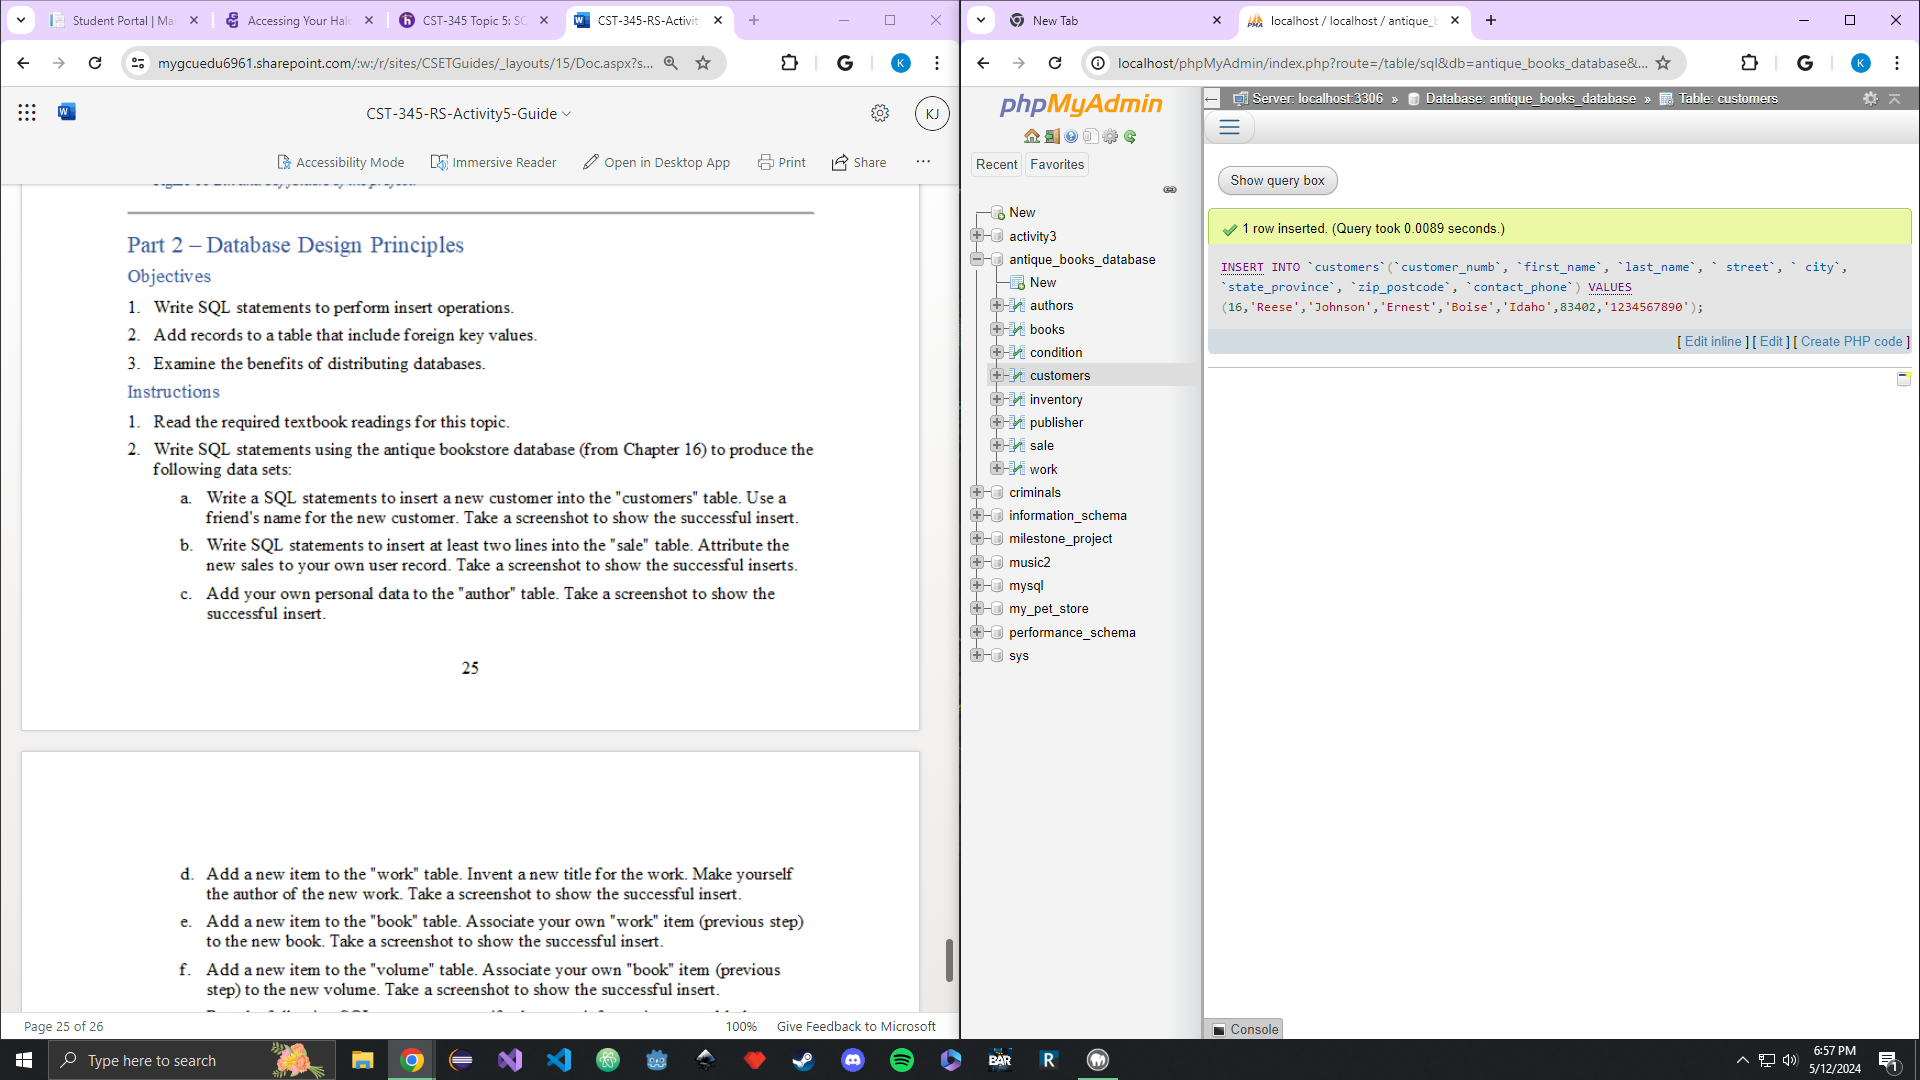 Student Portal | Ma
Accessing Your Halo
CST-345 Topic 5: SC
CST-345-RS-Activity
mygcuedu6961.sharepoint.com/:w:/r/sites/CSETGuides/_layouts/15/Doc.aspx?s...
K
CST-345-RS-Activity5-Guide
KJ
Accessibility Mode
Immersive Reader
Open in Desktop App
Print
Share
...
Part 2 – Database Design Principles
Objectives
1. Write SQL statements to perform insert operations.
2. Add records to a table that include foreign key values.
3. Examine the benefits of distributing databases.
Instructions
1. Read the required textbook readings for this topic.
2. Write SQL statements using the antique bookstore database (from Chapter 16) to produce the
following data sets:
a. Write a SQL statements to insert a new customer into the "customers" table. Use a
friend's name for the new customer. Take a screenshot to show the successful insert.
b. Write SQL statements to insert at least two lines into the "sale" table. Attribute the
new sales to your own user record. Take a screenshot to show the successful inserts.
c. Add your own personal data to the "author" table. Take a screenshot to show the
successful insert.
25
d. Add a new item to the "work" table. Invent a new title for the work. Make yourself
the author of the new work. Take a screenshot to show the successful insert.
e. Add a new item to the "book" table. Associate your own "work" item (previous step)
to the new book. Take a screenshot to show the successful insert.
f. Add a new item to the "volume" table. Associate your own "book" item (previous
step) to the new volume. Take a screenshot to show the successful insert.
Page 25 of 26
100%
Give Feedback to Microsoft
New Tab
localhost / localhost / antique_b
localhost/phpMyAdmin/index.php?route=/table/sql&db=antique_books_database&...
K
phpMyAdmin
Recent
Favorites
New
activity3
antique_books_database
New
authors
books
condition
customers
inventory
publisher
sale
work
criminals
information_schema
milestone_project
music2
mysql
my_pet_store
performance_schema
sys
Server: localhost:3306 » Database: antique_books_database » Table: customers
Show query box
1 row inserted. (Query took 0.0089 seconds.)
INSERT INTO `customers`(`customer_numb`, `first_name`, `last_name`, ` street`, ` city`,
`state_province`, `zip_postcode`, `contact_phone`) VALUES
(16,'Reese','Johnson','Ernest','Boise','Idaho',83402,'1234567890');
[ Edit inline ] [ Edit ] [ Create PHP code ]
Console
Type here to search
BAR
R
6:57 PM
5/12/2024
1